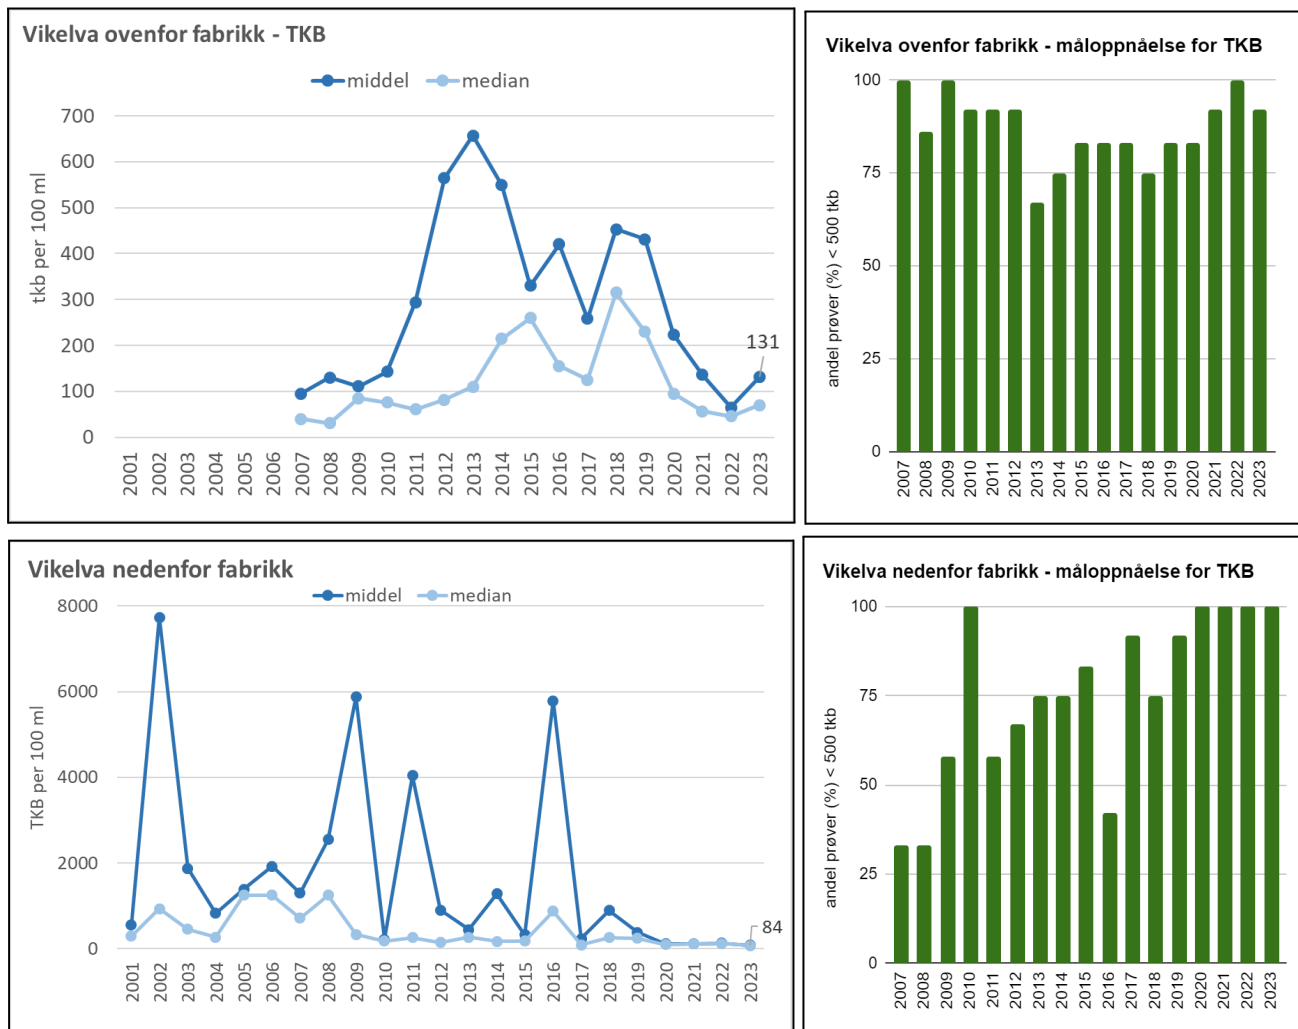 Vikelva ovenfor fabrikk - TKB
middel median
tkb per 100 ml
700
600
500
400
300
200
100
0
131
2001 2002 2003 2004 2005 2006 2007 2008 2009 2010 2011 2012 2013 2014 2015 2016 2017 2018 2019 2020 2021 2022 2023
Vikelva ovenfor fabrikk - måloppnåelse for TKB
andel prøver (%) < 500 tkb
100
75
50
25
0
2007 2008 2009 2010 2011 2012 2013 2014 2015 2016 2017 2018 2019 2020 2021 2022 2023
Vikelva nedenfor fabrikk
middel median
TKB per 100 ml
8000
6000
4000
2000
0
84
2001 2002 2003 2004 2005 2006 2007 2008 2009 2010 2011 2012 2013 2014 2015 2016 2017 2018 2019 2020 2021 2022 2023
Vikelva nedenfor fabrikk - måloppnåelse for TKB
andel prøver (%) < 500 tkb
100
75
50
25
0
2007 2008 2009 2010 2011 2012 2013 2014 2015 2016 2017 2018 2019 2020 2021 2022 2023